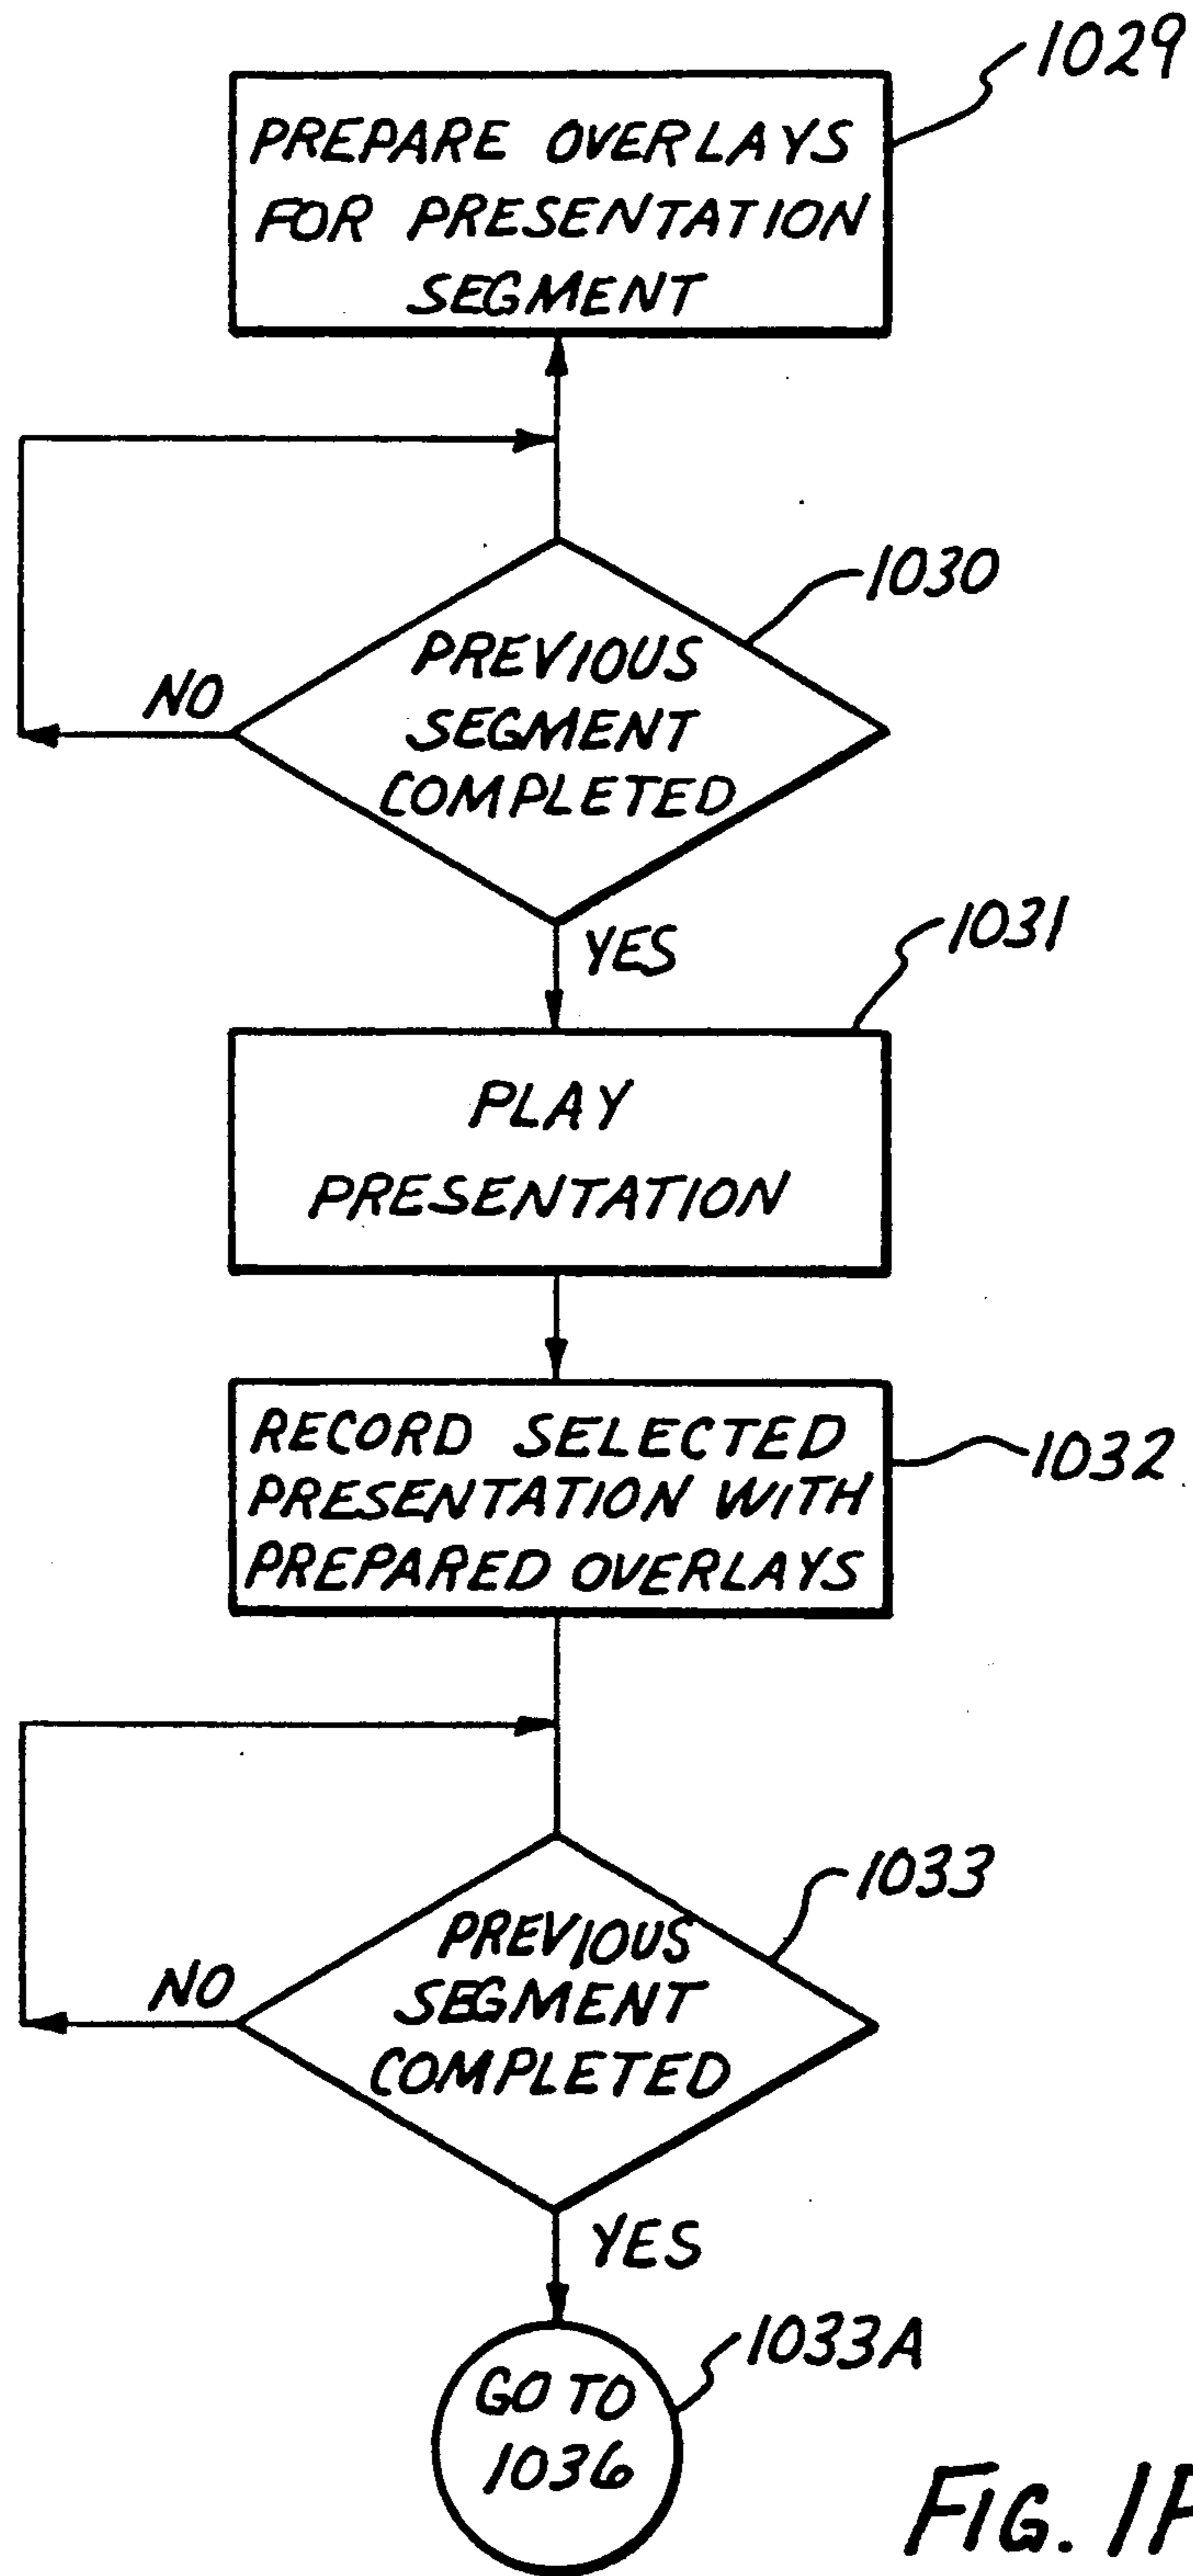 1029
PREPARE OVERLAYS
FOR PRESENTATION
SEGMENT
1030
PREVIOUS
SEGMENT
COMPLETED
NO
YES
1031
PLAY
PRESENTATION
RECORD SELECTED
PRESENTATION WITH
PREPARED OVERLAYS
1032
1033
PREVIOUS
SEGMENT
COMPLETED
NO
YES
1033A
GO TO
1036
FIG.